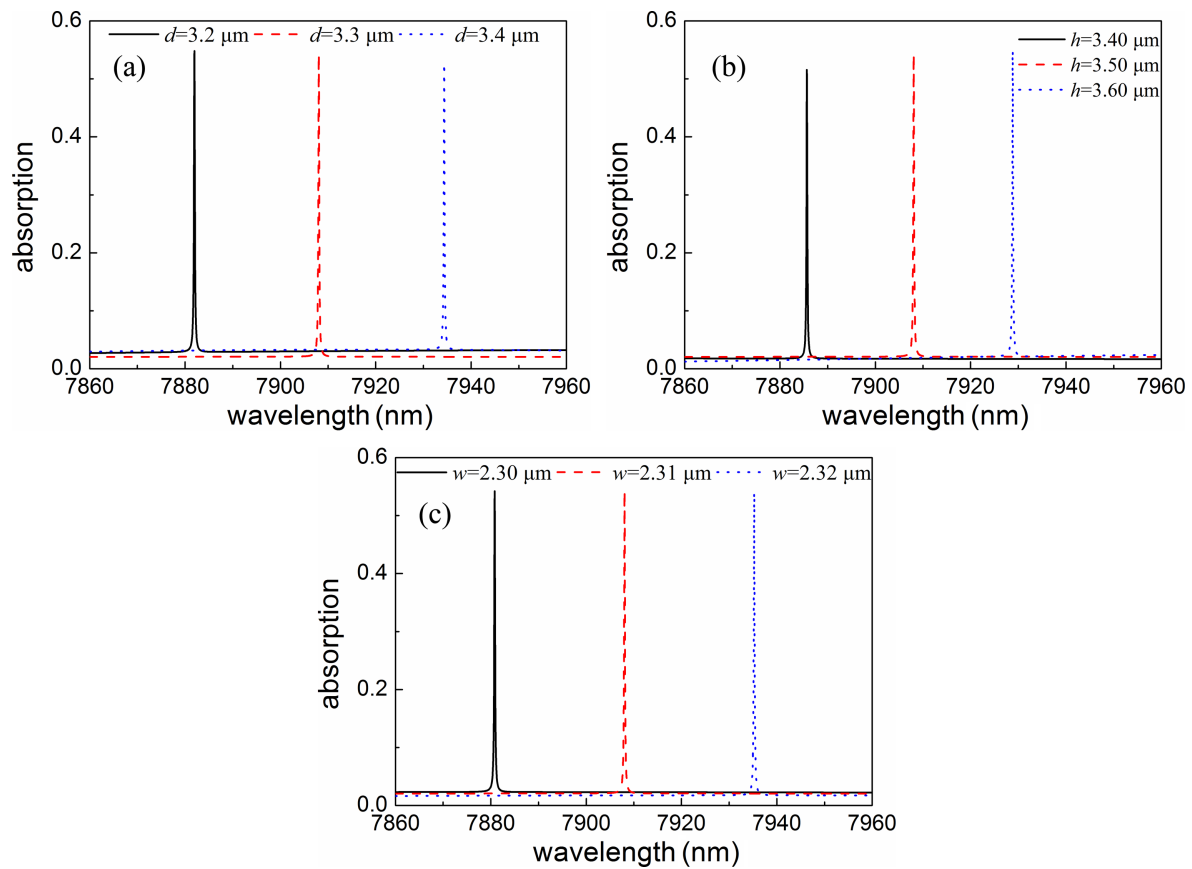 0.6
d=3.2 μm d=3.3 μm d=3.4 μm
(a)
0.4
absorption
0.2
0.0
7860 7880 7900 7920 7940 7960
wavelength (nm)
0.6
h=3.40 μm
(b)
h=3.50 μm
h=3.60 μm
0.4
absorption
0.2
0.0
7860 7880 7900 7920 7940 7960
wavelength (nm)
0.6
w=2.30 μm w=2.31 μm w=2.32 μm
(c)
0.4
absorption
0.2
0.0
7860 7880 7900 7920 7940 7960
wavelength (nm)